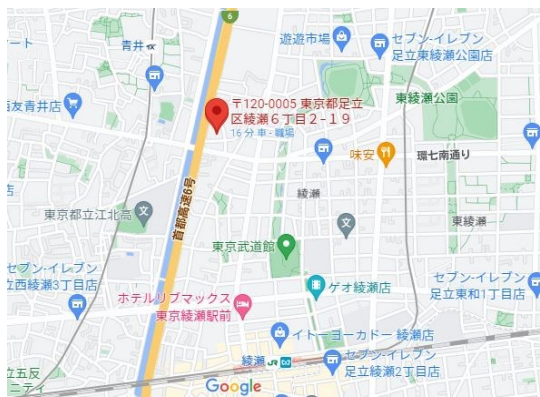 6
遊遊市場
セブン-イレブン
足立東綾瀬公園店
ート
青井
〒120-0005 東京都足立
区綾瀬6丁目2-19
16 分 車 - 職場
東綾瀬公園
友青井店
味安
環七南通り
綾瀬
東京都立江北高
文
文
首都高速6号
東綾瀬
東京武道館
セブン-イレブン
立西綾瀬3丁目店
ゲオ綾瀬店
セブン-イレブン
足立東和1丁目店
ホテルリブマックス
東京綾瀬駅前
イトーヨーカドー 綾瀬店
綾瀬 JR
セブン-イレブン
足立綾瀬2丁目店
立五反
ニティ
Google